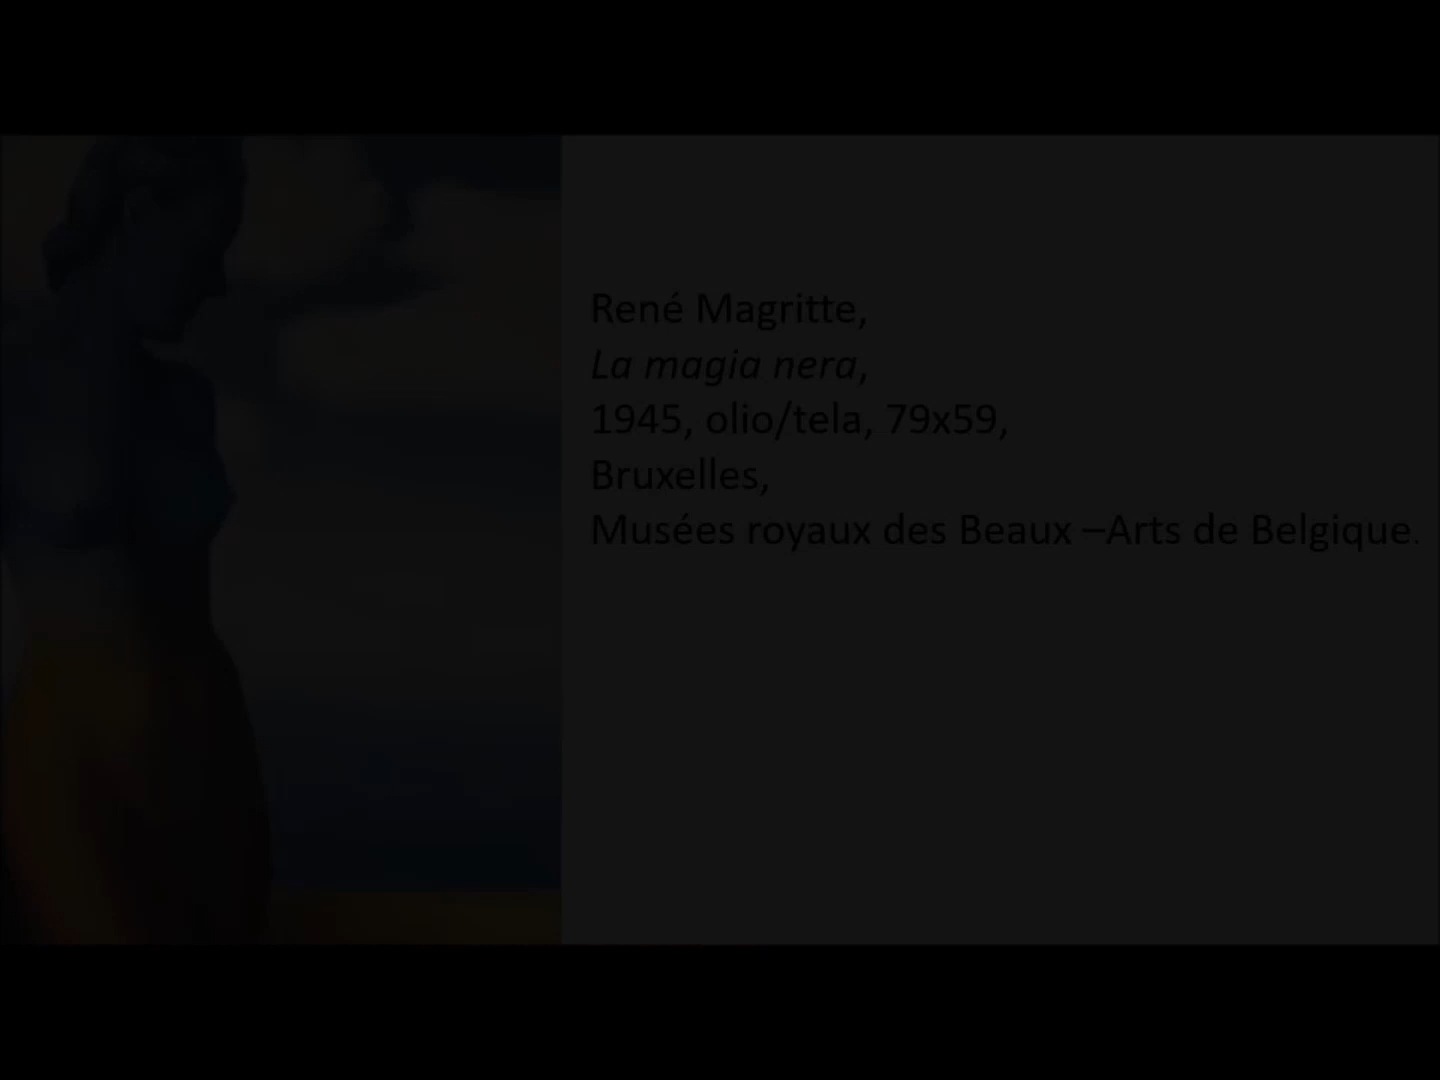 René Magritte,
La magia nera,
1945, olio/tela, 79x59,
Bruxelles,
Musées royaux des Beaux –Arts de Belgique.